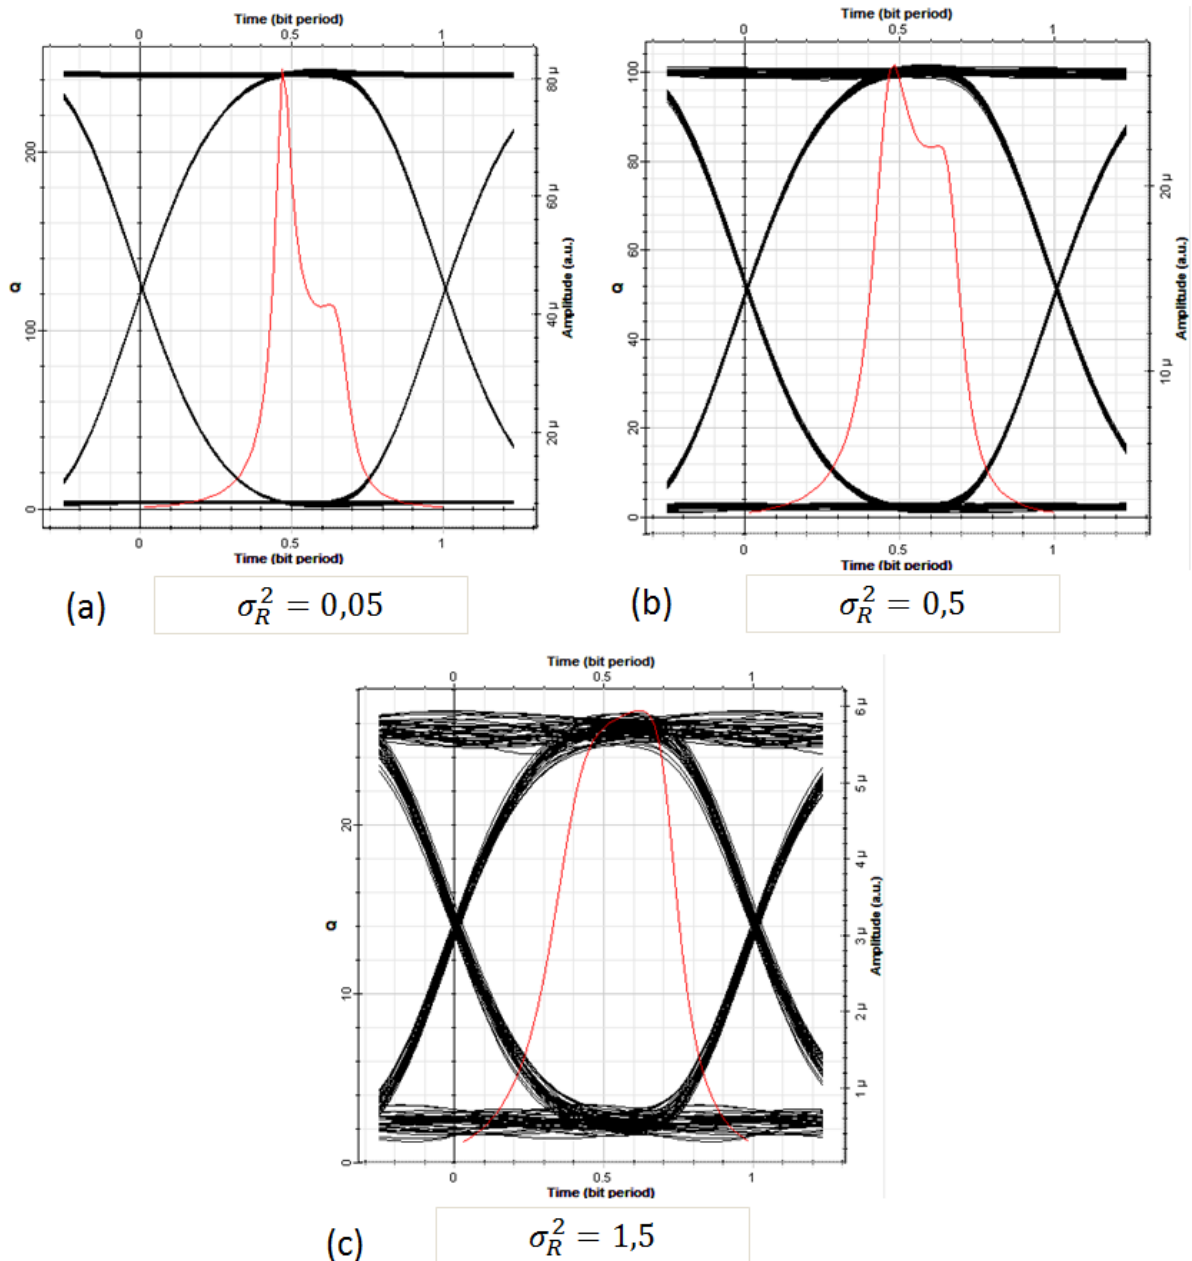 Time (bit period)
0 0.5 1
Q
0 100 200
Amplitude (a.u.)
20 µ 40 µ 60 µ 80 µ
0 0.5 1
Time (bit period)
(a) σ_R^2 = 0,05
Time (bit period)
0 0.5 1
Q
0 20 40 60 80 100
Amplitude (a.u.)
10 µ 20 µ
0 0.5 1
Time (bit period)
(b) σ_R^2 = 0,5
Time (bit period)
0 0.5 1
Q
0 10 20
Amplitude (a.u.)
1 µ 2 µ 3 µ 4 µ 5 µ 6 µ
0 0.5 1
Time (bit period)
(c) σ_R^2 = 1,5